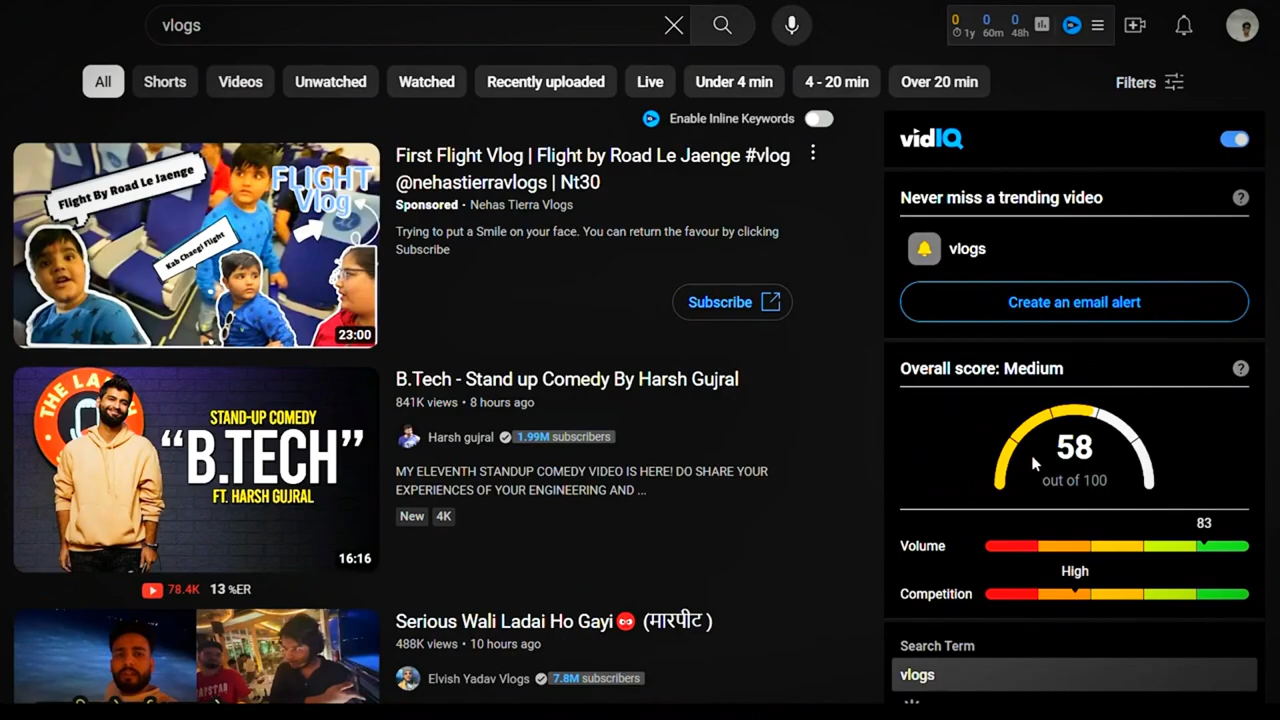 vlogs
0 0 0
1y 60m 48h
All
Shorts
Videos
Unwatched
Watched
Recently uploaded
Live
Under 4 min
4 - 20 min
Over 20 min
Filters
Enable Inline Keywords
Flight By Road Le Jaenge
FLIGHT
Vlog
Kab Chaegi Flight
23:00
First Flight Vlog | Flight by Road Le Jaenge #vlog
@nehastierravlogs | Nt30
Sponsored · Nehas Tierra Vlogs
Trying to put a Smile on your face. You can return the favour by clicking
Subscribe
Subscribe
STAND-UP COMEDY
“B.TECH”
FT. HARSH GUJRAL
16:16
78.4K 13 %ER
B.Tech - Stand up Comedy By Harsh Gujral
841K views • 8 hours ago
Harsh gujral 1.99M subscribers
MY ELEVENTH STANDUP COMEDY VIDEO IS HERE! DO SHARE YOUR
EXPERIENCES OF YOUR ENGINEERING AND ...
New 4K
Serious Wali Ladai Ho Gayi (मारपीट )
488K views • 10 hours ago
Elvish Yadav Vlogs 7.8M subscribers
vidIQ
Never miss a trending video ?
vlogs
Create an email alert
Overall score: Medium ?
58
out of 100
83
Volume
High
Competition
Search Term
vlogs